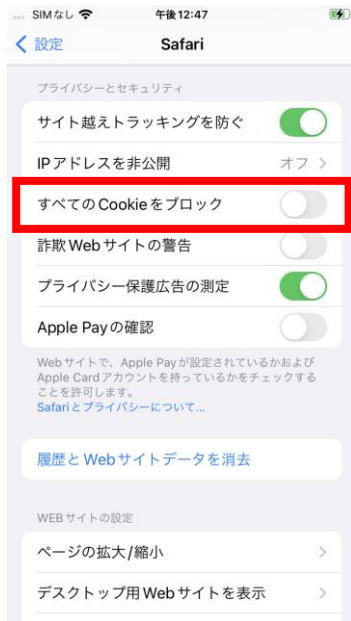 SIMなし 午後12:47
設定 Safari
プライバシーとセキュリティ
サイト越えトラッキングを防ぐ
IPアドレスを非公開 オフ
すべてのCookieをブロック
詐欺Webサイトの警告
プライバシー保護広告の測定
Apple Payの確認
Webサイトで、Apple Payが設定されているかおよび
Apple Cardアカウントを持っているかをチェックする
ことを許可します。
Safariとプライバシーについて...
履歴とWebサイトデータを消去
WEBサイトの設定
ページの拡大/縮小
デスクトップ用Webサイトを表示